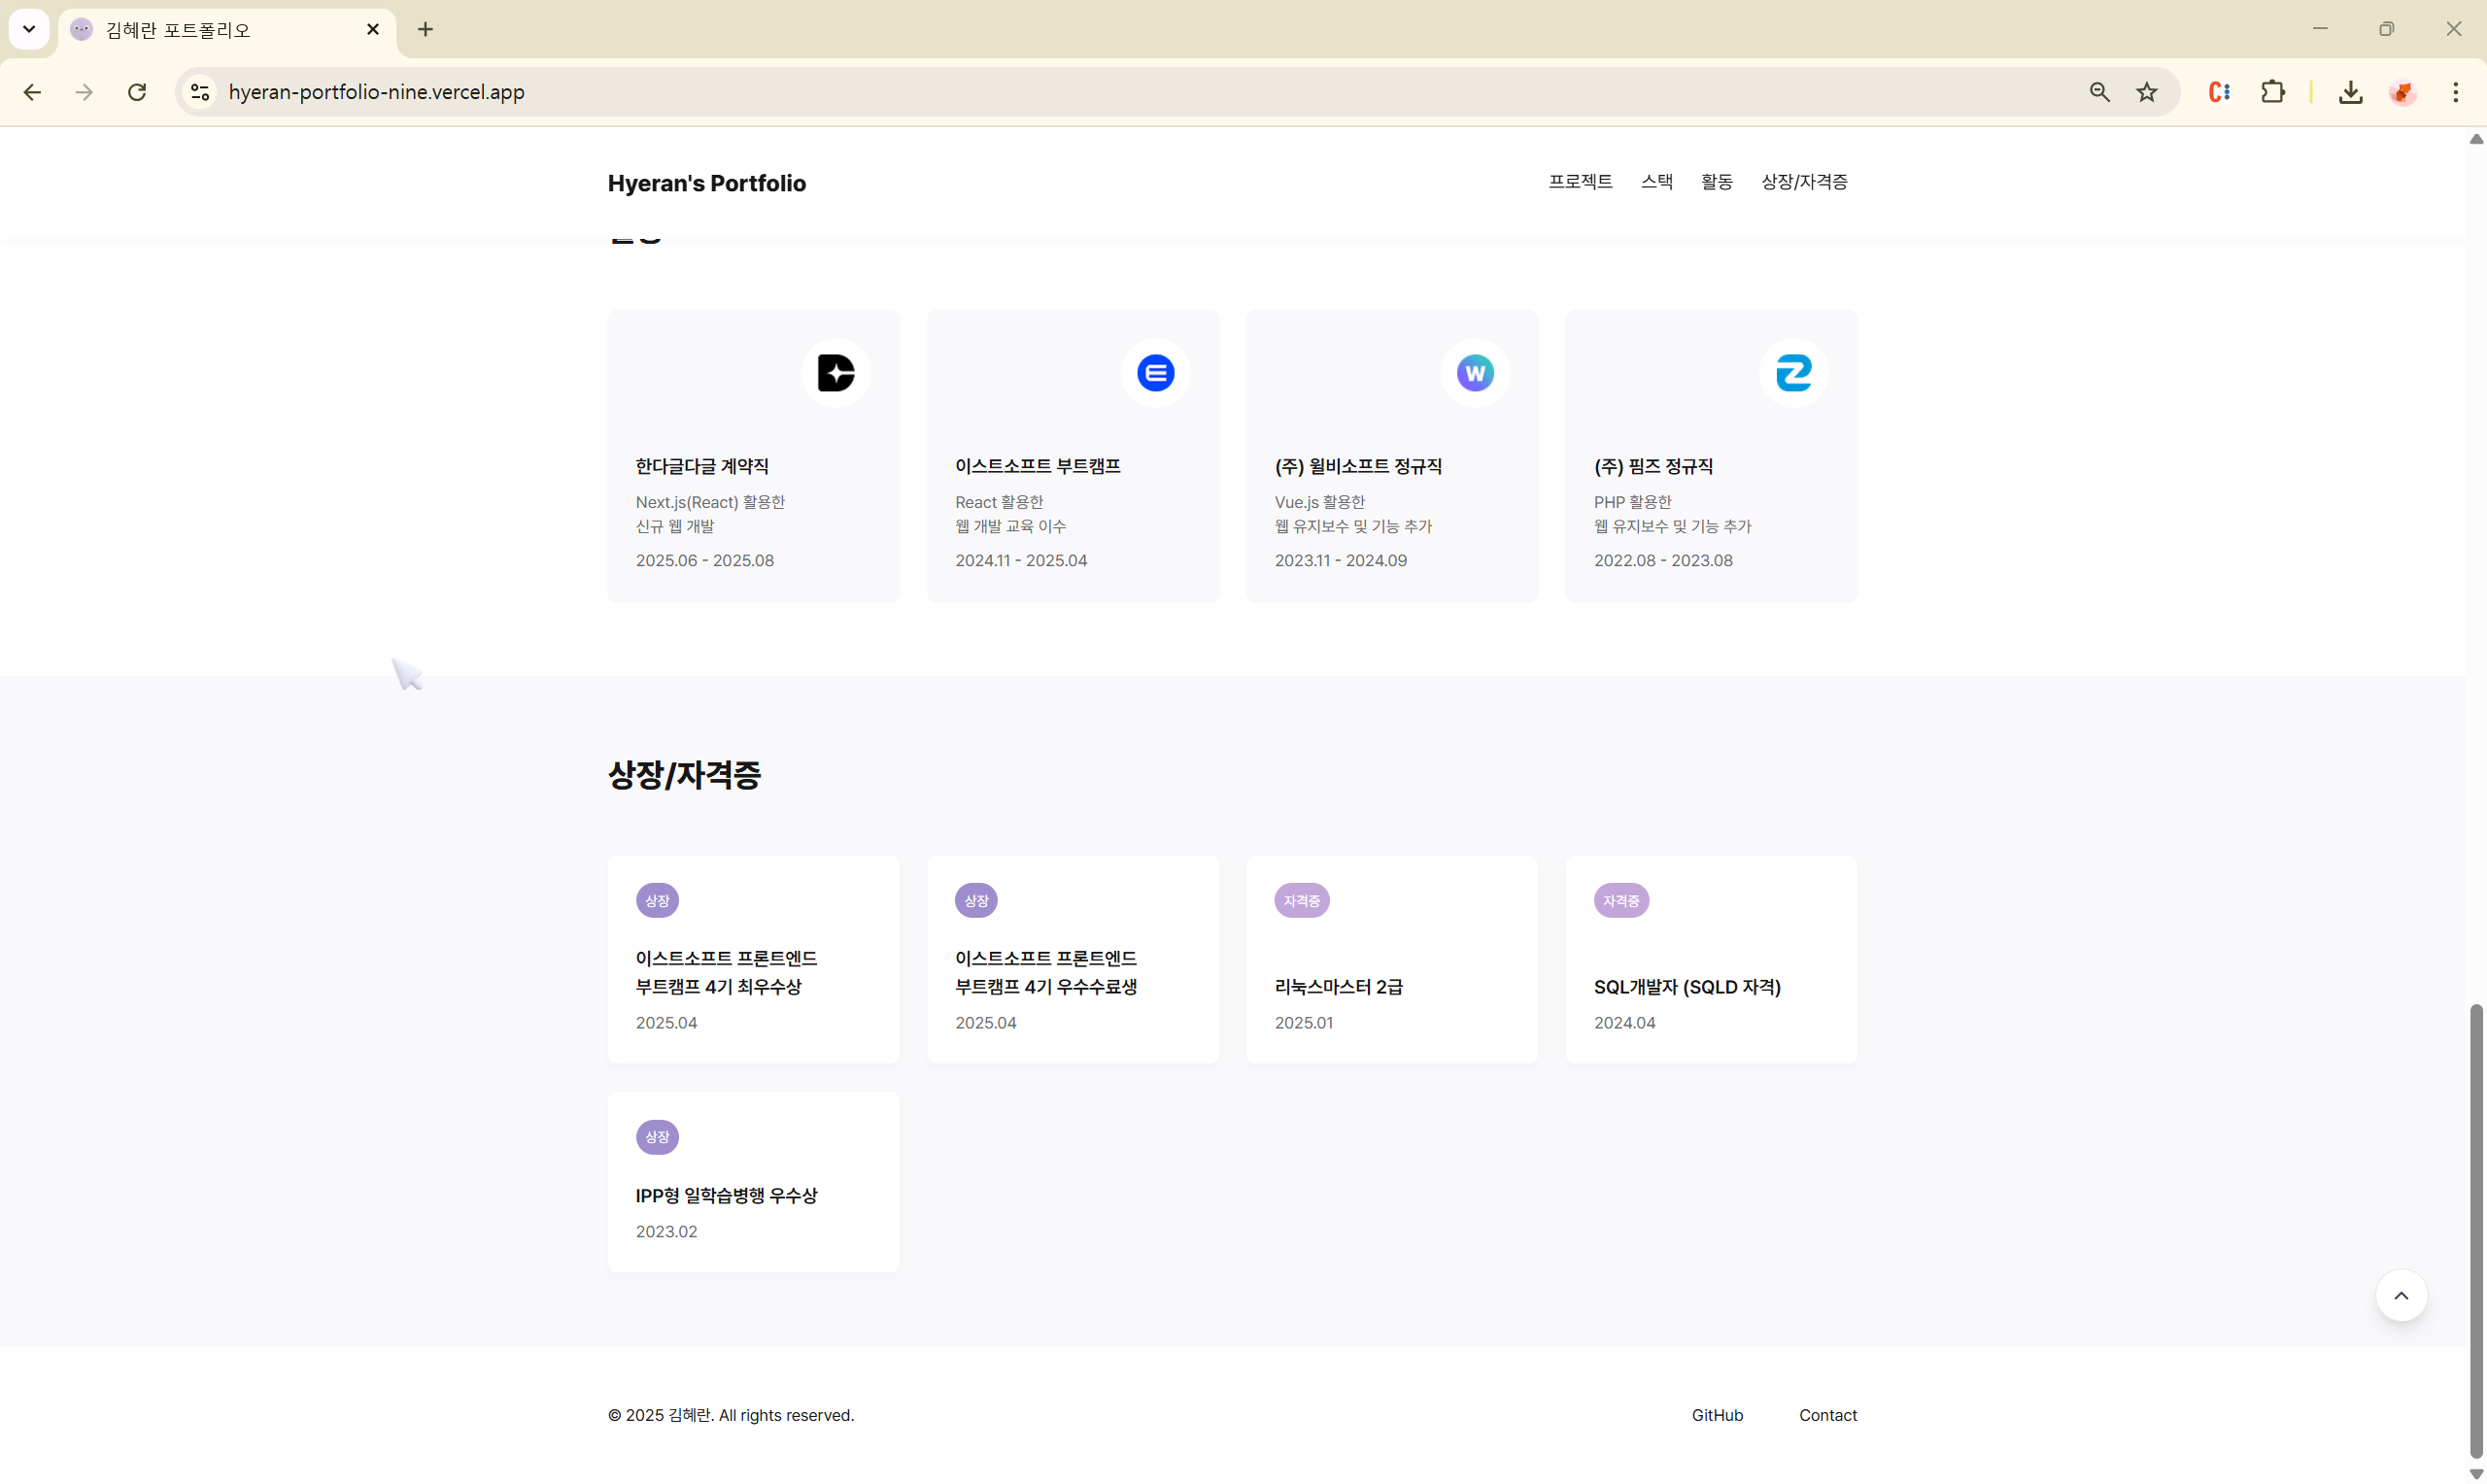 김혜란 포트폴리오
hyeran-portfolio-nine.vercel.app
Hyeran's Portfolio
프로젝트 스택 활동 상장/자격증
한다글다글 계약직
Next.js(React) 활용한
신규 웹 개발
2025.06 - 2025.08
이스트소프트 부트캠프
React 활용한
웹 개발 교육 이수
2024.11 - 2025.04
W
(주) 윌비소프트 정규직
Vue.js 활용한
웹 유지보수 및 기능 추가
2023.11 - 2024.09
(주) 핌즈 정규직
PHP 활용한
웹 유지보수 및 기능 추가
2022.08 - 2023.08
상장/자격증
상장
이스트소프트 프론트엔드
부트캠프 4기 최우수상
2025.04
상장
이스트소프트 프론트엔드
부트캠프 4기 우수수료생
2025.04
자격증
리눅스마스터 2급
2025.01
자격증
SQL개발자 (SQLD 자격)
2024.04
상장
IPP형 일학습병행 우수상
2023.02
© 2025 김혜란. All rights reserved.
GitHub Contact